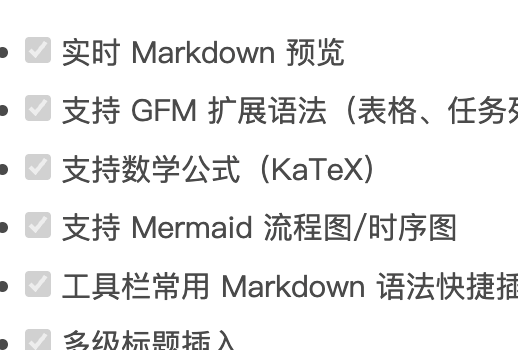 实时 Markdown 预览
支持 GFM 扩展语法（表格、任务列
支持数学公式（KaTeX）
支持 Mermaid 流程图/时序图
工具栏常用 Markdown 语法快捷插
多级标题插入